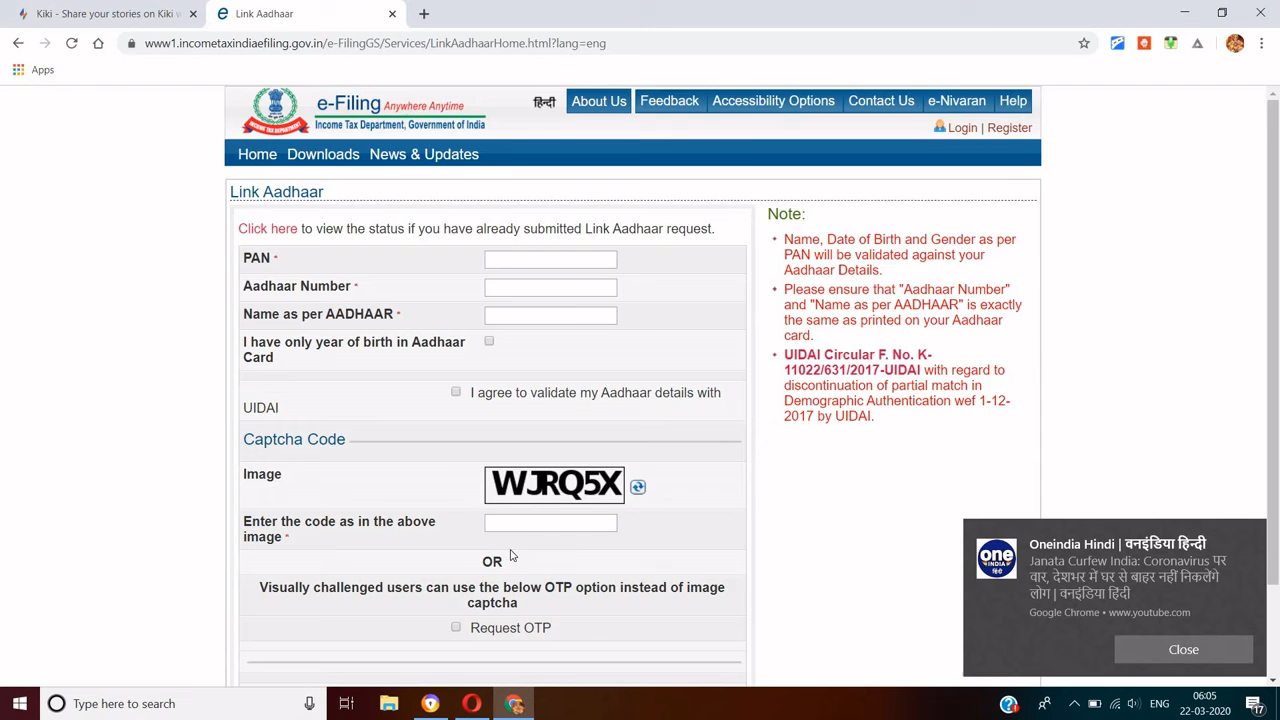 Kiki - Share your stories on Kiki w
Link Aadhaar
www1.incometaxindiaefiling.gov.in/e-FilingGS/Services/LinkAadhaarHome.html?lang=eng
Apps
e-Filing Anywhere Anytime
Income Tax Department, Government of India
हिन्दी
About Us
Feedback
Accessibility Options
Contact Us
e-Nivaran
Help
Login | Register
Home
Downloads
News & Updates
Link Aadhaar
Click here to view the status if you have already submitted Link Aadhaar request.
PAN *
Aadhaar Number *
Name as per AADHAAR *
I have only year of birth in Aadhaar
Card
I agree to validate my Aadhaar details with
UIDAI
Captcha Code
Image
WJRQ5X
Enter the code as in the above
image *
OR
Visually challenged users can use the below OTP option instead of image
captcha
Request OTP
Note:
Name, Date of Birth and Gender as per
PAN will be validated against your
Aadhaar Details.
Please ensure that "Aadhaar Number"
and "Name as per AADHAAR" is exactly
the same as printed on your Aadhaar
card.
UIDAI Circular F. No. K-
11022/631/2017-UIDAI with regard to
discontinuation of partial match in
Demographic Authentication wef 1-12-
2017 by UIDAI.
one
INDIA
हिंदी
Oneindia Hindi | वनइंडिया हिन्दी
Janata Curfew India: Coronavirus पर
वार, देशभर में घर से बाहर नहीं निकलेंगे
लोग | वनइंडिया हिंदी
Google Chrome • www.youtube.com
Close
Type here to search
ENG
06:05
22-03-2020
17